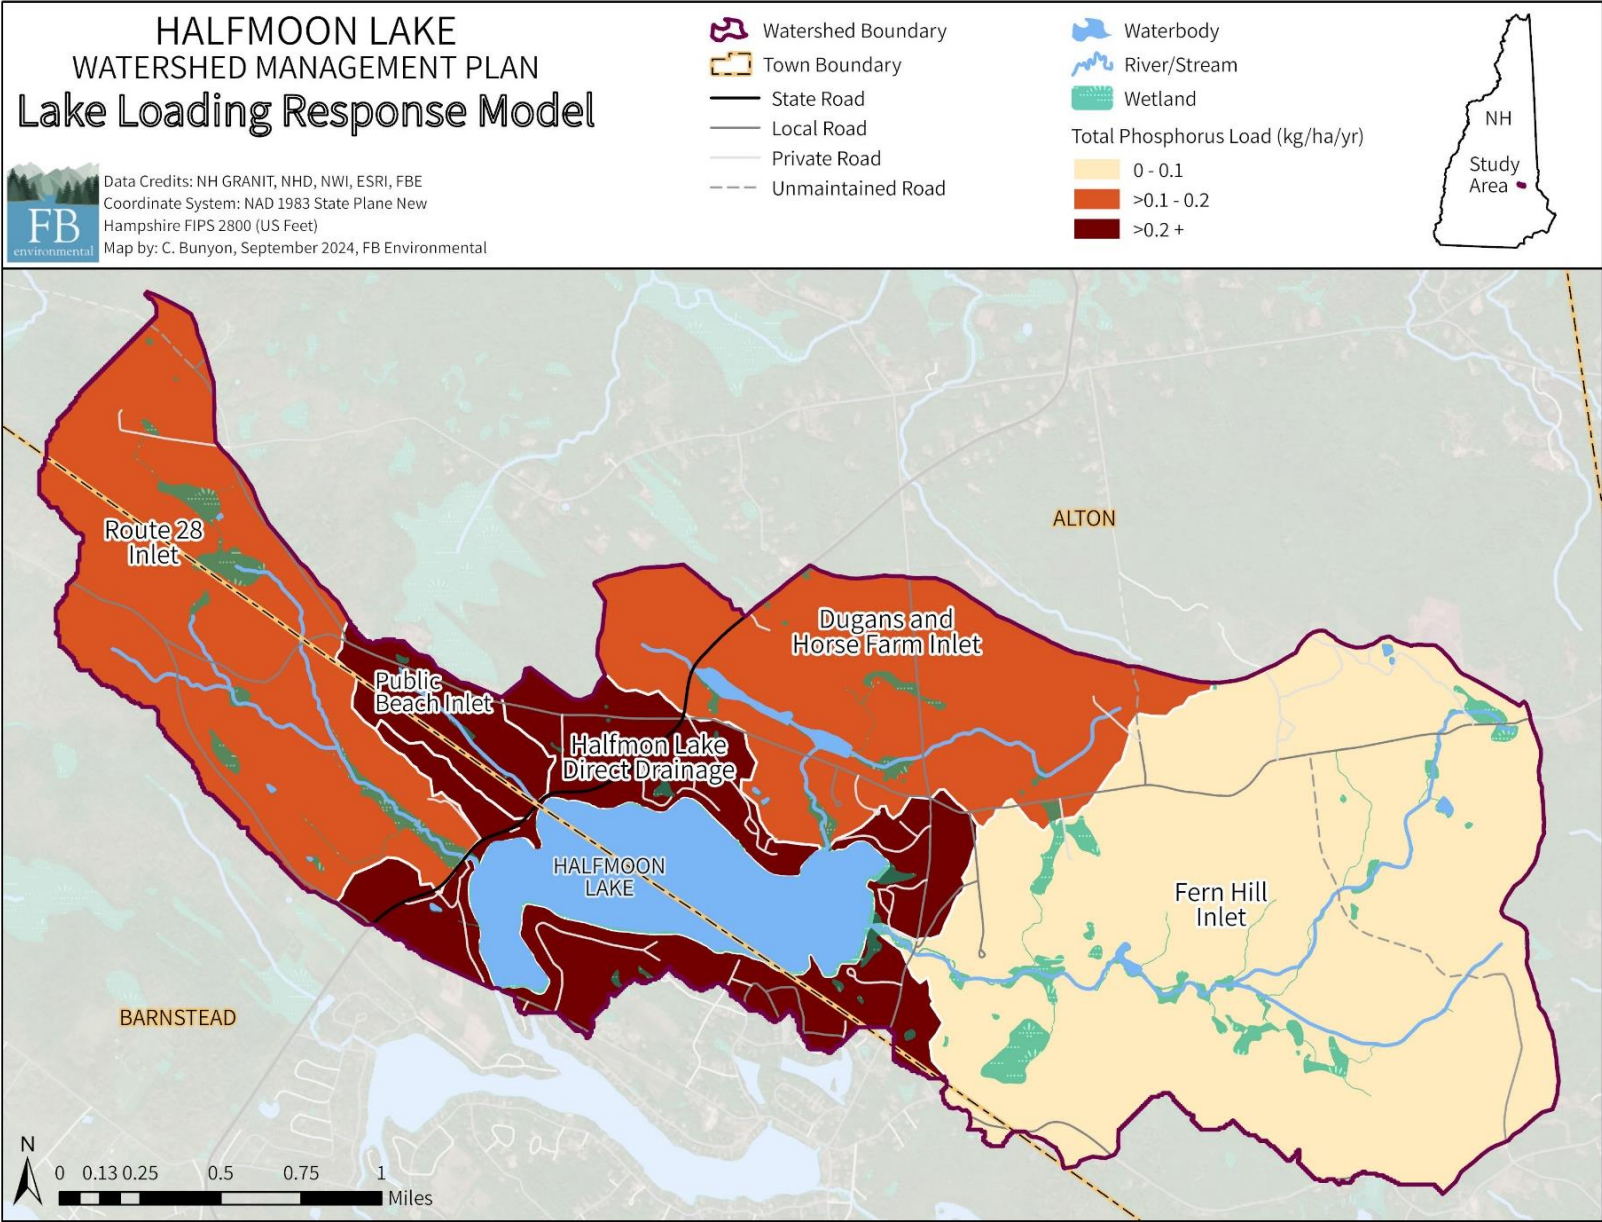 HALFMOON LAKE
WATERSHED MANAGEMENT PLAN
Lake Loading Response Model
FB
environmental
Data Credits: NH GRANIT, NHD, NWI, ESRI, FBE
Coordinate System: NAD 1983 State Plane New
Hampshire FIPS 2800 (US Feet)
Map by: C. Bunyon, September 2024, FB Environmental
Watershed Boundary
Town Boundary
State Road
Local Road
Private Road
Unmaintained Road
Waterbody
River/Stream
Wetland
Total Phosphorus Load (kg/ha/yr)
0 - 0.1
>0.1 - 0.2
>0.2 +
NH
Study
Area
ALTON
Route 28
Inlet
Dugans and
Horse Farm Inlet
Public
Beach Inlet
Halfmon Lake
Direct Drainage
HALFMOON
LAKE
Fern Hill
Inlet
BARNSTEAD
N
0 0.13 0.25 0.5 0.75 1
Miles